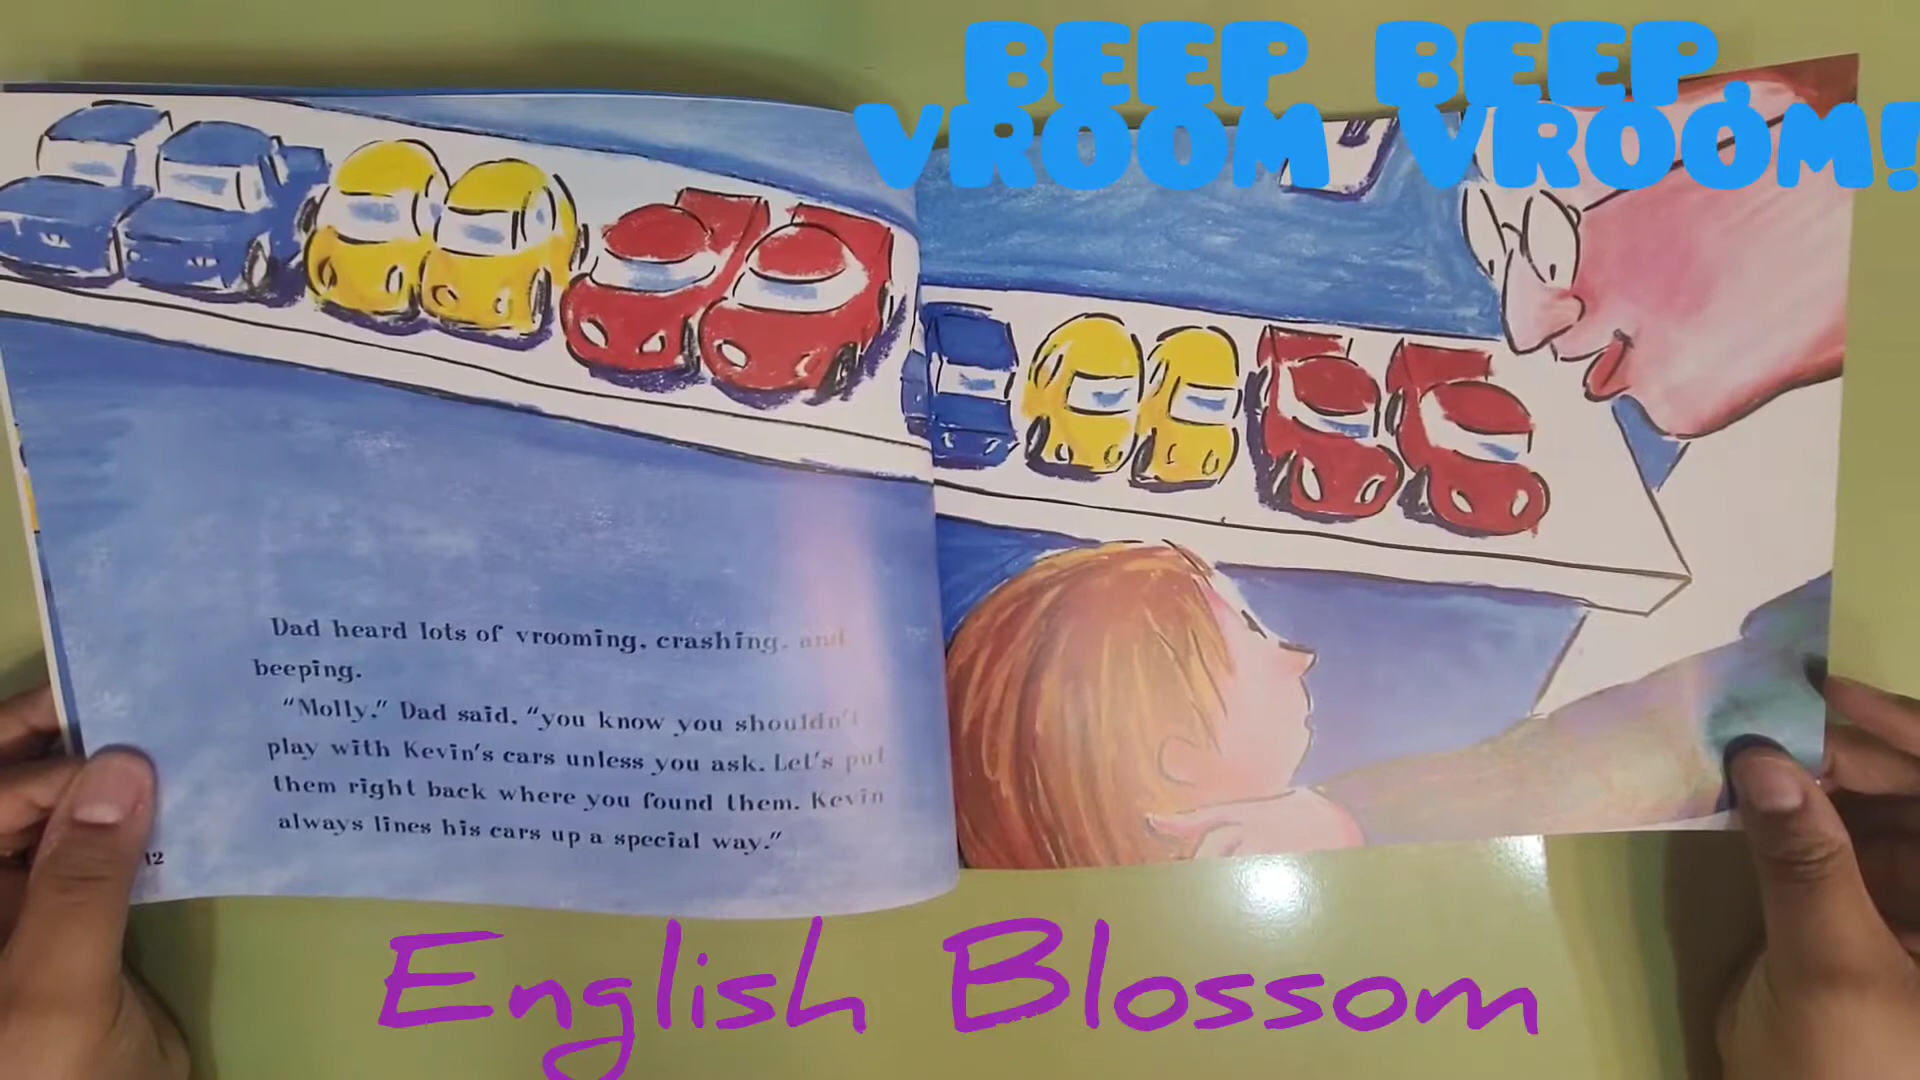 BEEP BEEP,
VROOM VROOM!
Dad heard lots of vrooming, crashing, and
beeping.
“Molly,” Dad said, “you know you shouldn't
play with Kevin's cars unless you ask. Let's put
them right back where you found them. Kevin
always lines his cars up a special way.”
12
English Blossom